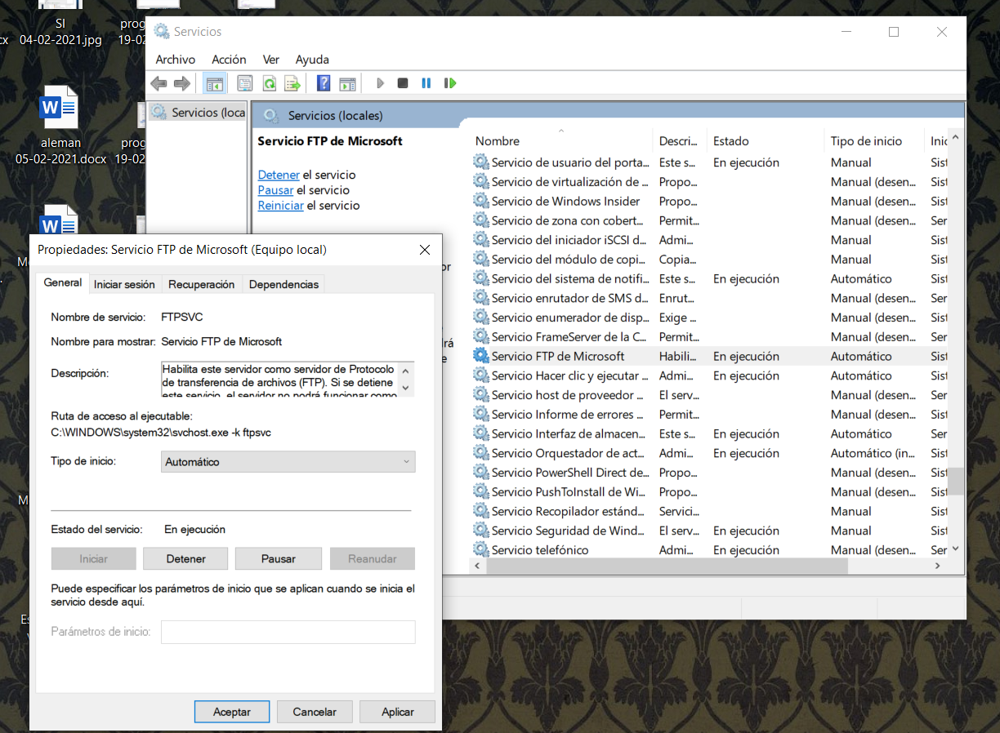 SI
04-02-2021.jpg
prog
19-02
aleman
05-02-2021.docx
prog
19-02
Servicios
Archivo Acción Ver Ayuda
Servicios (loca
Servicios (locales)
Servicio FTP de Microsoft
Detener el servicio
Pausar el servicio
Reiniciar el servicio
Nombre Descri... Estado Tipo de inicio Inic
Servicio de usuario del porta... Este s... En ejecución Manual Sist
Servicio de virtualización de ... Propo... Manual (desen... Sist
Servicio de Windows Insider Propo... Manual (desen... Sist
Servicio de zona con cobert... Permit... Manual (desen... Ser
Servicio del iniciador iSCSI d... Admi... Manual Sist
Servicio del módulo de copi... Copia... Manual Sist
Servicio del sistema de notifi... Este s... En ejecución Automático Sist
Servicio enrutador de SMS d... Enrut... Manual (desen... Ser
Servicio enumerador de disp... Exige ... Manual (desen... Sist
Servicio FrameServer de la C... Permit... Manual (desen... Ser
Servicio FTP de Microsoft Habili... En ejecución Automático Sist
Servicio Hacer clic y ejecutar ... Admi... En ejecución Automático Sist
Servicio host de proveedor ... El serv... Manual (desen... Ser
Servicio Informe de errores ... Permit... Manual (desen... Sist
Servicio Interfaz de almacen... Este s... En ejecución Automático Ser
Servicio Orquestador de act... Admi... En ejecución Automático (in... Sist
Servicio PowerShell Direct de... Propo... Manual (desen... Sist
Servicio PushToInstall de Wi... Propo... Manual (desen... Sist
Servicio Recopilador estánd... Servici... Manual Sist
Servicio Seguridad de Wind... El serv... En ejecución Manual Sist
Servicio telefónico Admi... En ejecución Manual (desen... Ser
Propiedades: Servicio FTP de Microsoft (Equipo local)
General Iniciar sesión Recuperación Dependencias
Nombre de servicio: FTPSVC
Nombre para mostrar: Servicio FTP de Microsoft
Descripción: Habilita este servidor como servidor de Protocolo
de transferencia de archivos (FTP). Si se detiene
este servicio, el servidor no podrá funcionar como
Ruta de acceso al ejecutable:
C:\WINDOWS\system32\svchost.exe -k ftpsvc
Tipo de inicio: Automático
Estado del servicio: En ejecución
Iniciar Detener Pausar Reanudar
Puede especificar los parámetros de inicio que se aplican cuando se inicia el
servicio desde aquí.
Parámetros de inicio:
Aceptar Cancelar Aplicar